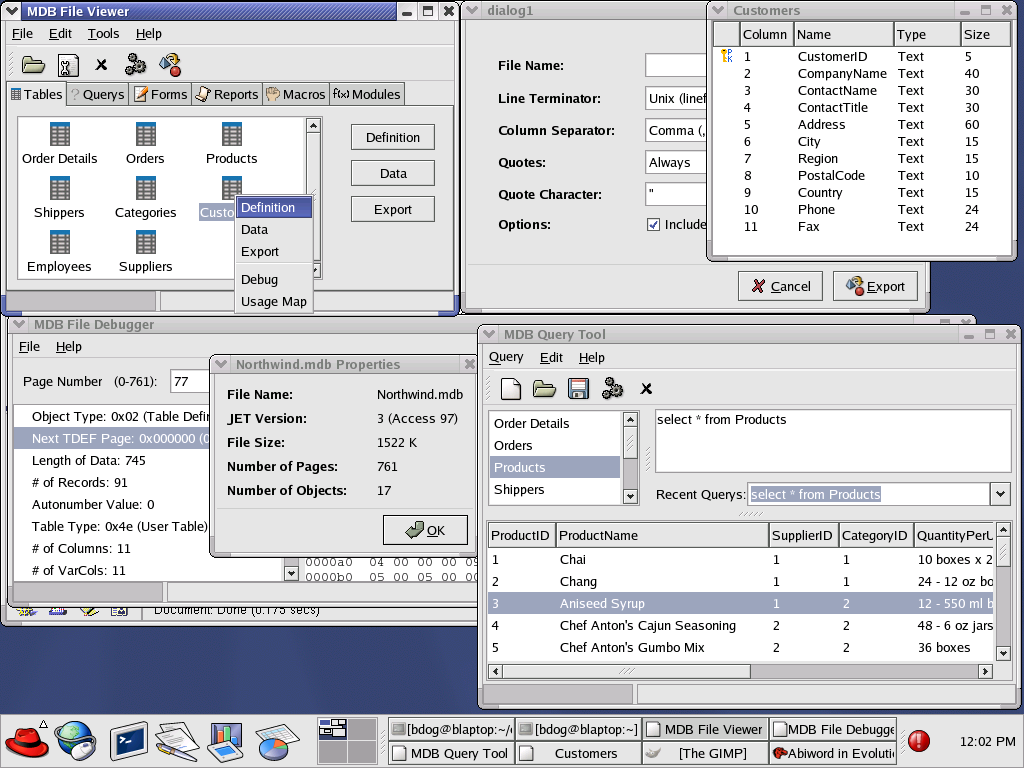 MDB File Viewer
File Edit Tools Help
Tables ? Querys Forms Reports Macros f(x) Modules
Order Details Orders Products
Shippers Categories
Employees Suppliers
Definition
Data
Export
Definition
Data
Export
Debug
Usage Map
dialog1
File Name:
Line Terminator: Unix
Column Separator: Comma (,
Quotes: Always
Quote Character: "
Options: Include
Cancel Export
Customers
Column Name Type Size
1 CustomerID Text 5
2 CompanyName Text 40
3 ContactName Text 30
4 ContactTitle Text 30
5 Address Text 60
6 City Text 15
7 Region Text 15
8 PostalCode Text 10
9 Country Text 15
10 Phone Text 24
11 Fax Text 24
MDB File Debugger
File Help
Page Number (0-761): 77
Object Type: 0x02 (Table
Next TDEF Page: 0x000000
Length of Data: 745
# of Records: 91
Autonumber Value: 0
Table Type: 0x4e (User Table)
# of Columns: 11
# of VarCols: 11
0000a0 04 00 00 00
0000b0 05 00 05 00
Document: Done (0.175 secs)
Northwind.mdb Properties
File Name: Northwind.mdb
JET Version: 3 (Access 97)
File Size: 1522 K
Number of Pages: 761
Number of Objects: 17
OK
MDB Query Tool
Query Edit Help
Order Details
Orders
Products
Shippers
select * from Products
Recent Querys: select * from Products
ProductID ProductName SupplierID CategoryID QuantityPerU
1 Chai 1 1 10 boxes x 2
2 Chang 1 1 24 - 12 oz bo
3 Aniseed Syrup 1 2 12 - 550 ml b
4 Chef Anton's Cajun Seasoning 2 2 48 - 6 oz jars
5 Chef Anton's Gumbo Mix 2 2 36 boxes
[bdog@blaptop:~/ [bdog@blaptop:~] MDB File Viewer MDB File Debugge
MDB Query Tool Customers [The GIMP] Abiword in Evoluti
12:02 PM